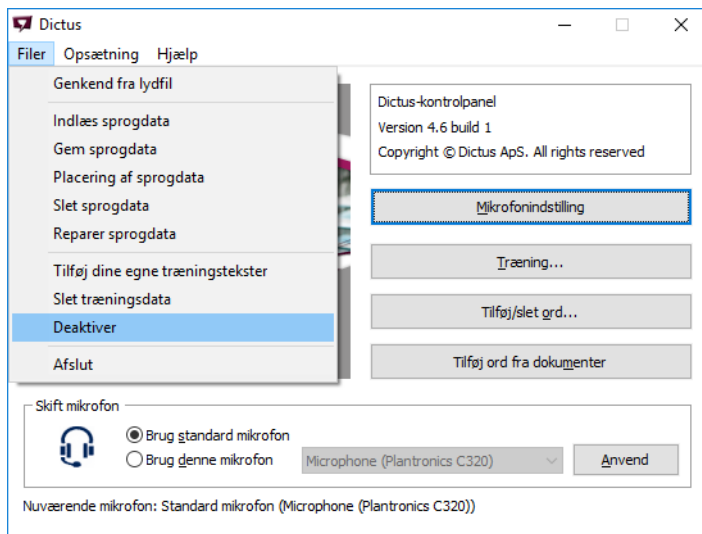 Dictus
Filer Opsætning Hjælp
Genkend fra lydfil
Indlæs sprogdata
Gem sprogdata
Placering af sprogdata
Slet sprogdata
Reparer sprogdata
Tilføj dine egne træningstekster
Slet træningsdata
Deaktiver
Afslut
Dictus-kontrolpanel
Version 4.6 build 1
Copyright © Dictus ApS. All rights reserved
Mikrofonindstilling
Træning...
Tilføj/slet ord...
Tilføj ord fra dokumenter
Skift mikrofon
Brug standard mikrofon
Brug denne mikrofon Microphone (Plantronics C320) Anvend
Nuværende mikrofon: Standard mikrofon (Microphone (Plantronics C320))